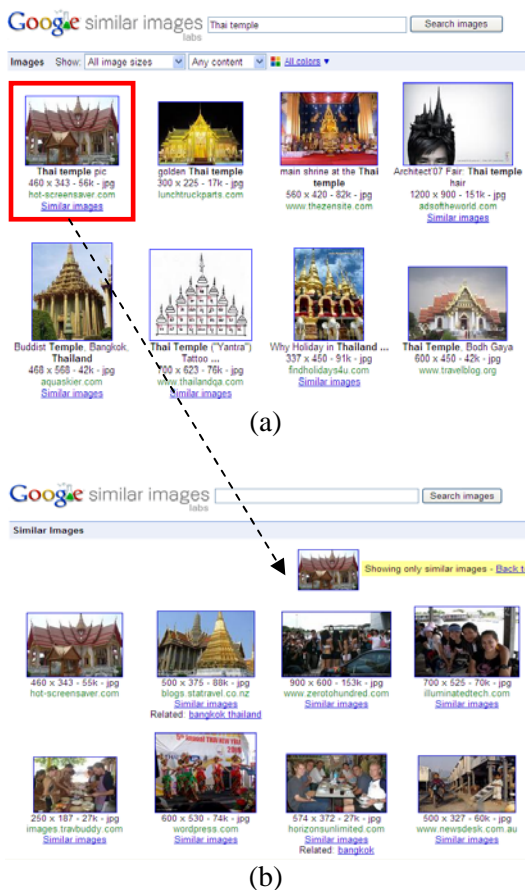 Google similar images labs
Thai temple
Search images
Images Show: All image sizes Any content All colors ▼
Thai temple pic
460 x 343 - 56k - jpg
hot-screensaver.com
Similar images
golden Thai temple
300 x 225 - 17k - jpg
lunchtruckparts.com
main shrine at the Thai
temple
560 x 420 - 82k - jpg
www.thezensite.com
Architect'07 Fair: Thai temple
hair
1200 x 900 - 151k - jpg
adsoftheworld.com
Similar images
Buddist Temple, Bangkok,
Thailand
468 x 568 - 42k - jpg
aquaskier.com
Similar images
Thai Temple ("Yantra")
Tattoo ...
700 x 623 - 76k - jpg
www.thailandqa.com
Similar images
Why Holiday in Thailand ...
337 x 450 - 91k - jpg
findholidays4u.com
Similar images
Thai Temple, Bodh Gaya
600 x 450 - 42k - jpg
www.travelblog.org
(a)
Google similar images labs
Search images
Similar Images
Showing only similar images - Back t
460 x 343 - 55k - jpg
hot-screensaver.com
500 x 375 - 88k - jpg
blogs.statravel.co.nz
Similar images
Related: bangkok thailand
900 x 600 - 153k - jpg
www.zerotohundred.com
Similar images
700 x 525 - 70k - jpg
illuminatedtech.com
Similar images
250 x 187 - 27k - jpg
images.travbuddy.com
Similar images
600 x 530 - 74k - jpg
wordpress.com
Similar images
574 x 372 - 27k - jpg
horizonsunlimited.com
Similar images
Related: bangkok
500 x 327 - 60k - jpg
www.newsdesk.com.au
Similar images
(b)